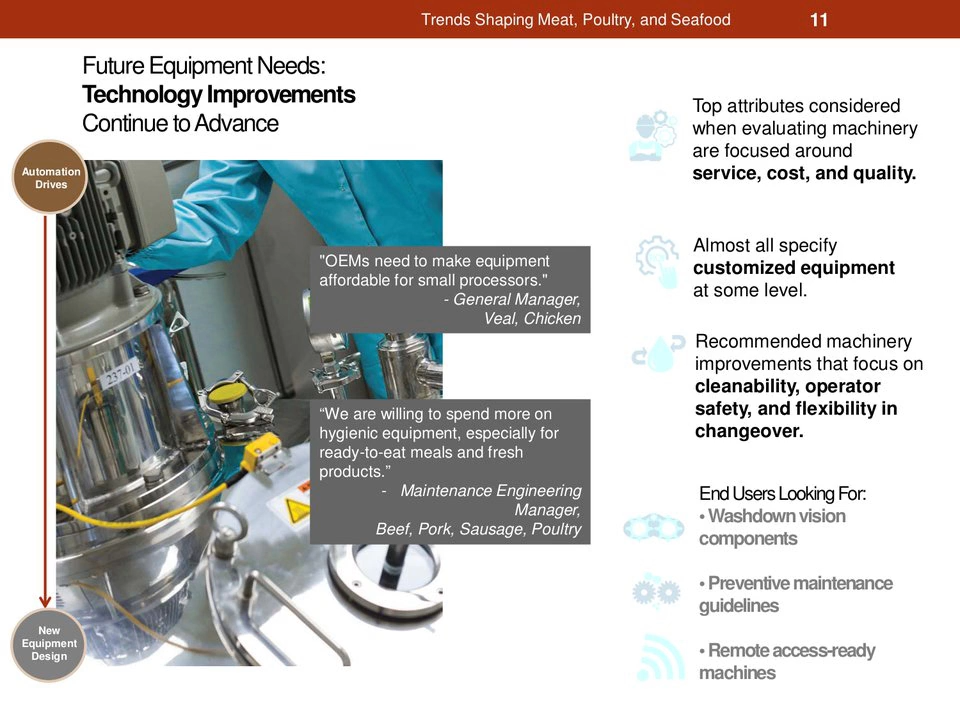 Trends Shaping Meat, Poultry, and Seafood 11
Future Equipment Needs:
Technology Improvements
Continue to Advance
Automation
Drives
237-01
"OEMs need to make equipment
affordable for small processors."
- General Manager,
Veal, Chicken
“We are willing to spend more on
hygienic equipment, especially for
ready-to-eat meals and fresh
products.”
- Maintenance Engineering
Manager,
Beef, Pork, Sausage, Poultry
New
Equipment
Design
Top attributes considered
when evaluating machinery
are focused around
service, cost, and quality.
Almost all specify
customized equipment
at some level.
Recommended machinery
improvements that focus on
cleanability, operator
safety, and flexibility in
changeover.
End Users Looking For:
• Washdown vision
components
• Preventive maintenance
guidelines
• Remote access-ready
machines